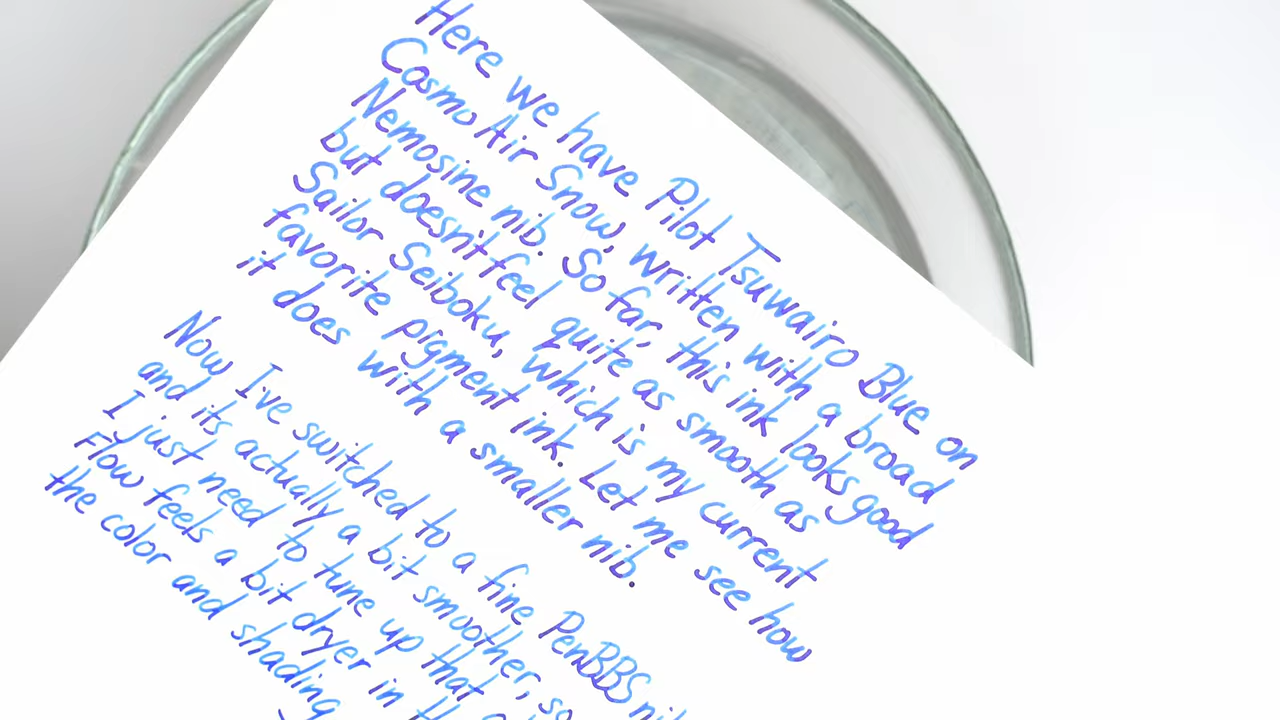 Here we have Pilot Tsuwairo Blue on
Cosmo Air Snow, written with a broad
Nemosine nib. So far, this ink looks good
but doesn't feel quite as smooth as
Sailor Seiboku, which is my current
favorite pigment ink. Let me see how
it does with a smaller nib.
Now I've switched to a fine PenBBS
and its actually a bit smoother, so
I just need to tune up that
Flow feels a bit dryer in
the color and shading